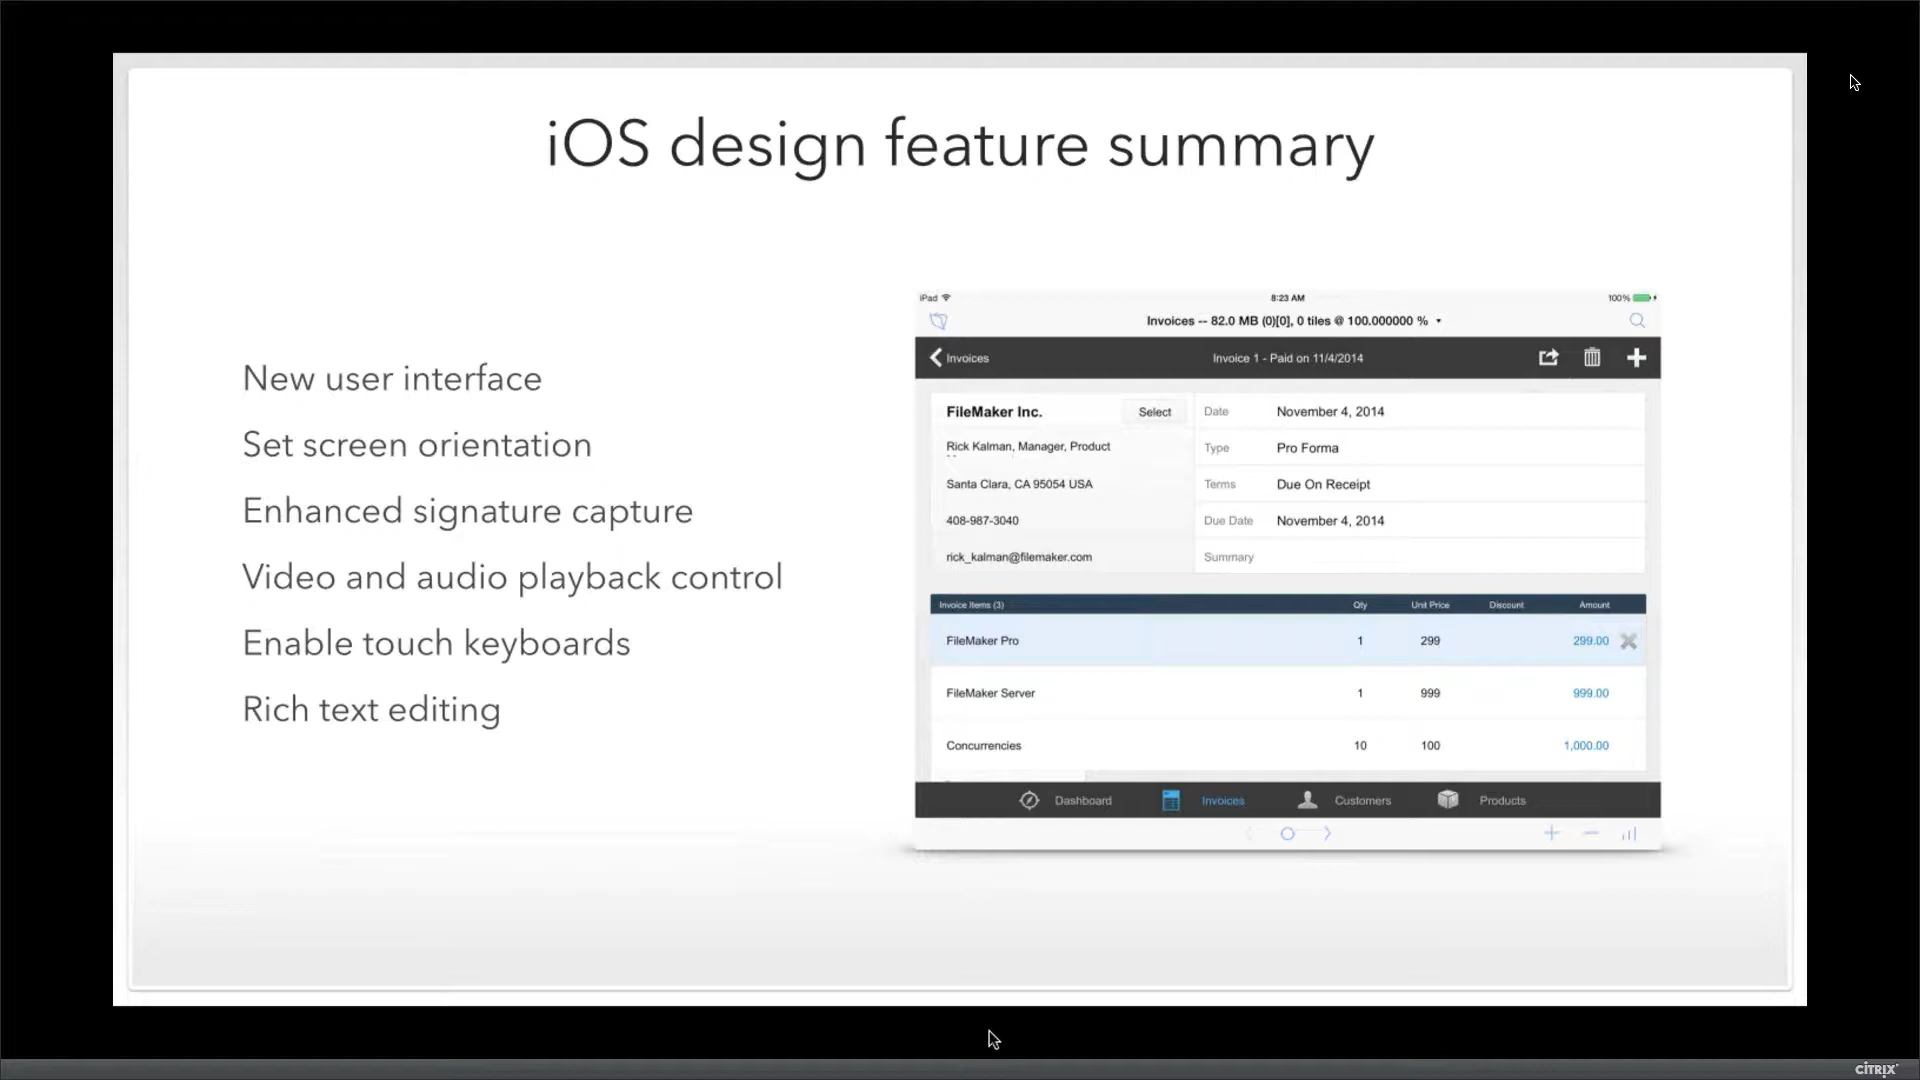 iOS design feature summary
New user interface
Set screen orientation
Enhanced signature capture
Video and audio playback control
Enable touch keyboards
Rich text editing
iPad 8:23 AM 100%
Invoices -- 82.0 MB (0)[0], 0 tiles @ 100.000000 %
Invoices Invoice 1 - Paid on 11/4/2014
FileMaker Inc. Select Date November 4, 2014
Rick Kalman, Manager, Product Type Pro Forma
Santa Clara, CA 95054 USA Terms Due On Receipt
408-987-3040 Due Date November 4, 2014
rick_kalman@filemaker.com Summary
Invoice Items (3) Qty Unit Price Discount Amount
FileMaker Pro 1 299 299.00
FileMaker Server 1 999 999.00
Concurrencies 10 100 1,000.00
Dashboard Invoices Customers Products
CITRIX